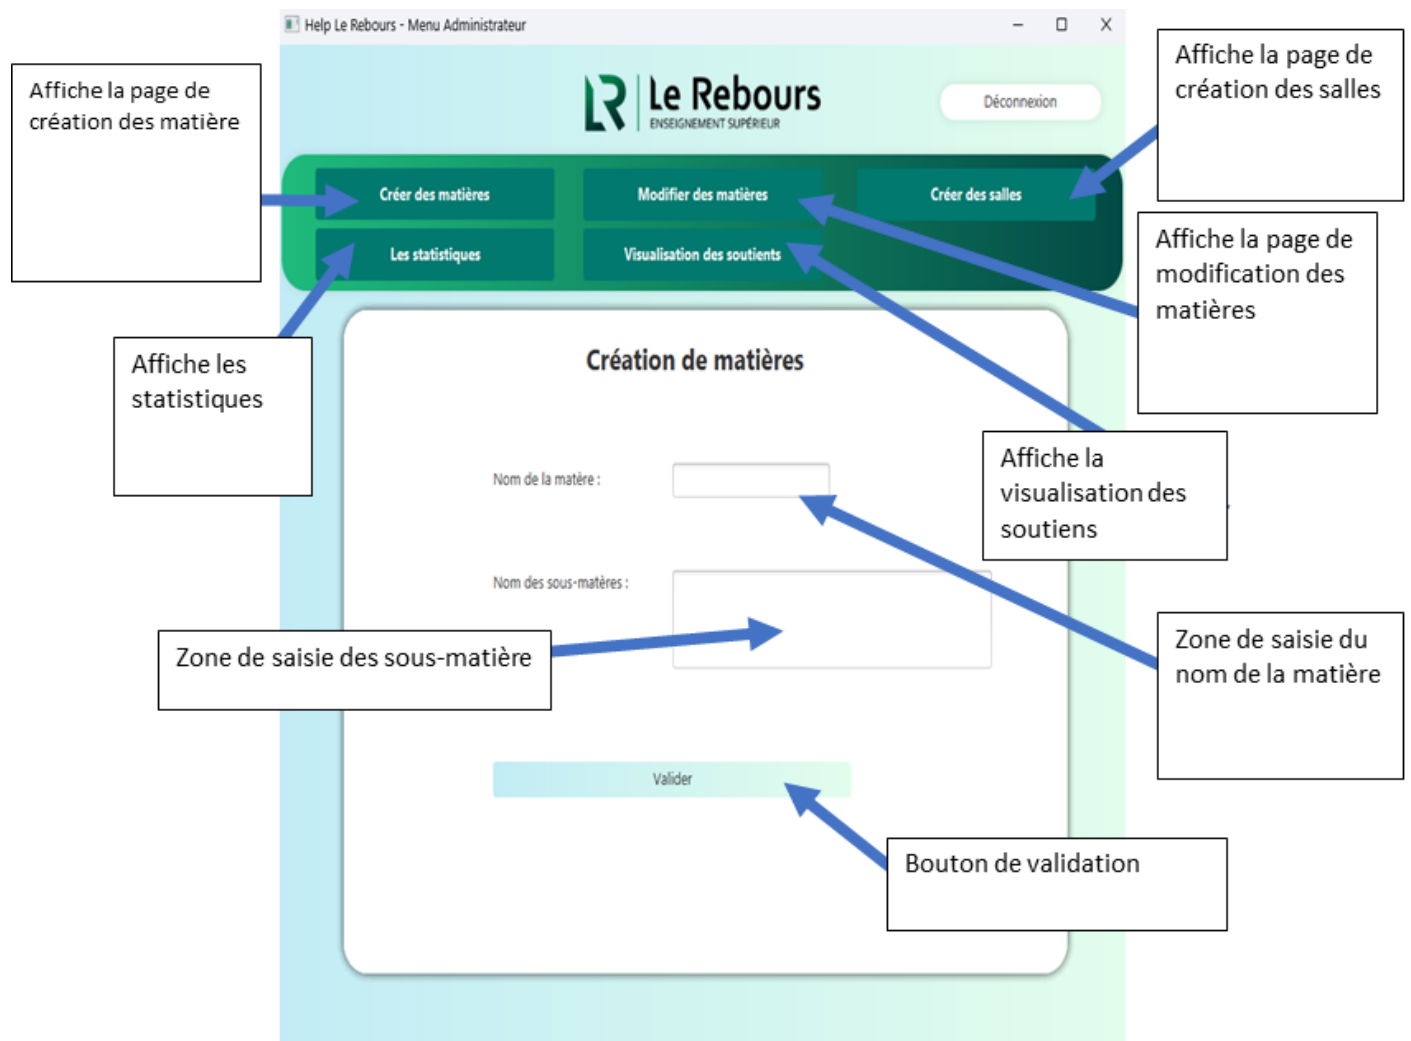 Help Le Rebours - Menu Administrateur
Le Rebours
ENSEIGNEMENT SUPÉRIEUR
Déconnexion
Affiche la page de
création des salles
Affiche la page de
création des matière
Créer des matières
Modifier des matières
Créer des salles
Les statistiques
Visualisation des soutients
Affiche la page de
modification des
matières
Affiche les
statistiques
Création de matières
Affiche la
visualisation des
soutiens
Nom de la matère :
Nom des sous-matères :
Zone de saisie des sous-matière
Zone de saisie du
nom de la matière
Valider
Bouton de validation